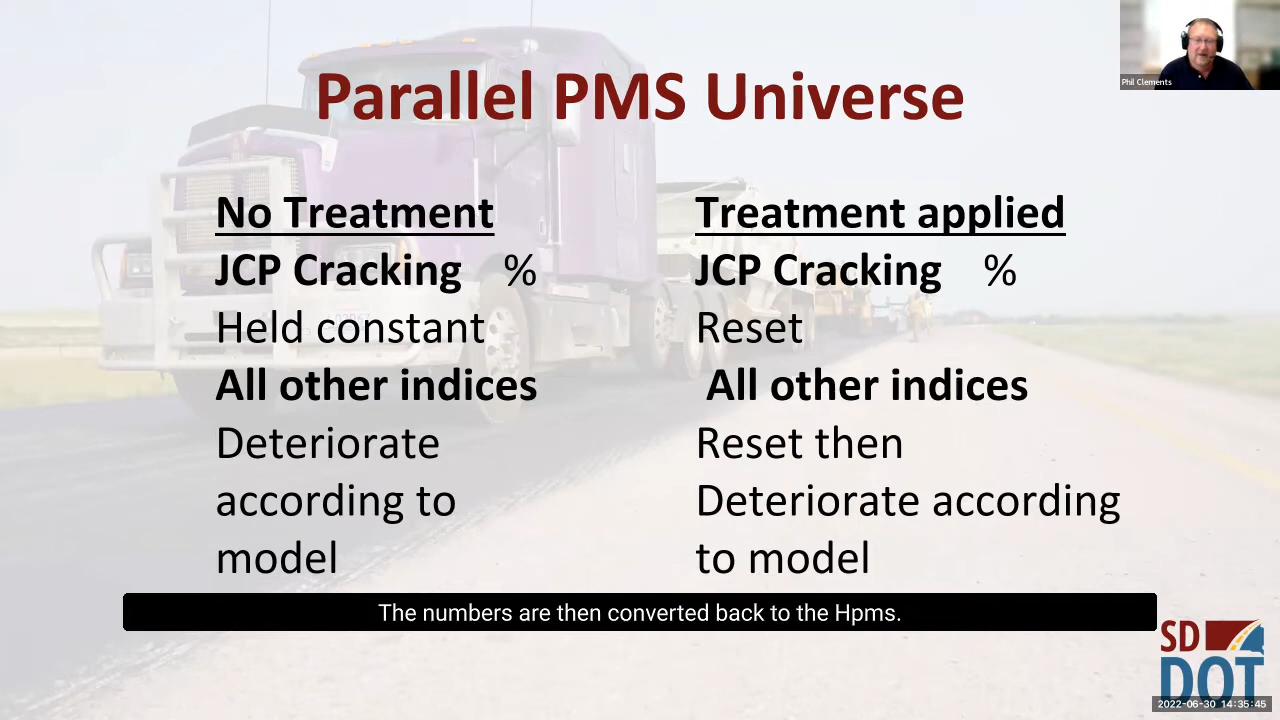 Parallel PMS Universe
Phil Clements
No Treatment
JCP Cracking %
Held constant
All other indices
Deteriorate
according to
model
Treatment applied
JCP Cracking %
Reset
All other indices
Reset then
Deteriorate according
to model
The numbers are then converted back to the Hpms.
SD
DOT
2022-06-30 14:35:45